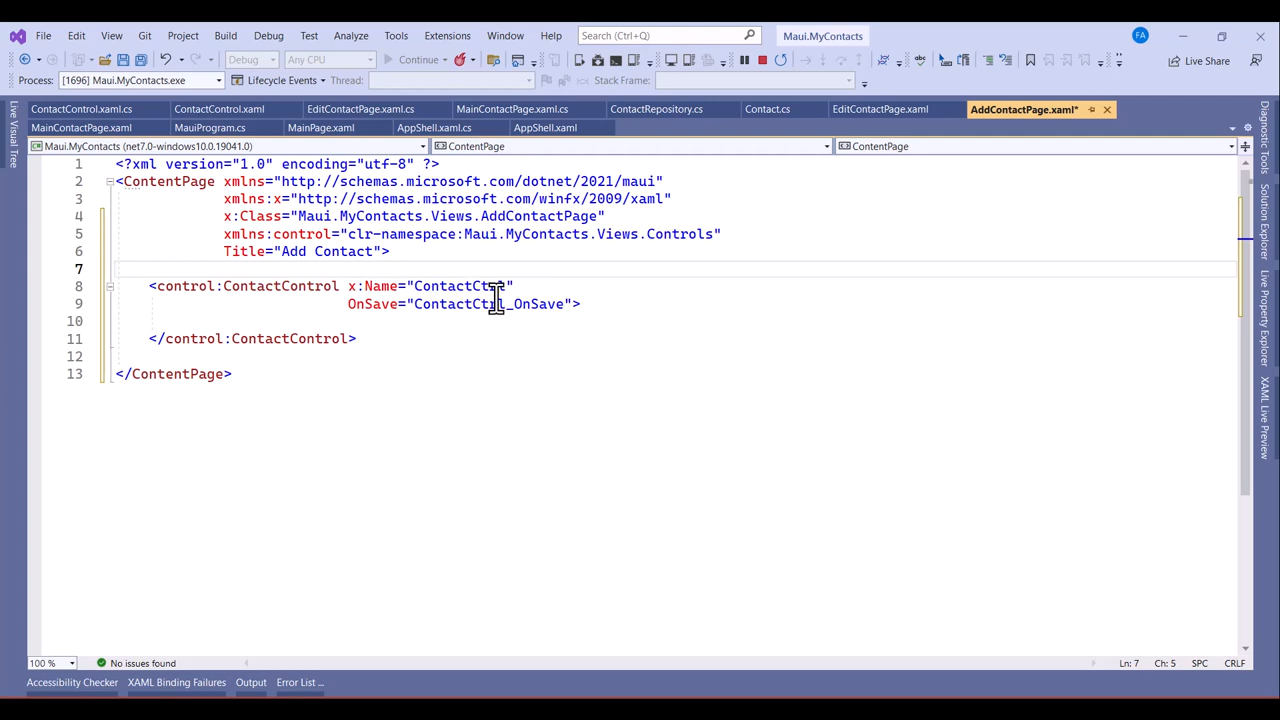 File Edit View Git Project Build Debug Test Analyze Tools Extensions Window Help Search (Ctrl+Q) Maui.MyContacts FA
Debug Any CPU Continue Live Share
Process: [1696] Maui.MyContacts.exe Lifecycle Events Thread: Stack Frame:
ContactControl.xaml.cs ContactControl.xaml EditContactPage.xaml.cs MainContactPage.xaml.cs ContactRepository.cs Contact.cs EditContactPage.xaml AddContactPage.xaml*
MainContactPage.xaml MauiProgram.cs MainPage.xaml AppShell.xaml.cs AppShell.xaml
Maui.MyContacts (net7.0-windows10.0.19041.0) ContentPage ContentPage
Live Visual Tree
1 <?xml version="1.0" encoding="utf-8" ?>
2 <ContentPage xmlns="http://schemas.microsoft.com/dotnet/2021/maui"
3 xmlns:x="http://schemas.microsoft.com/winfx/2009/xaml"
4 x:Class="Maui.MyContacts.Views.AddContactPage"
5 xmlns:control="clr-namespace:Maui.MyContacts.Views.Controls"
6 Title="Add Contact">
7
8 <control:ContactControl x:Name="ContactCtrl"
9 OnSave="ContactCtrl_OnSave">
10
11 </control:ContactControl>
12
13 </ContentPage>
Diagnostic Tools
Solution Explorer
Live Property Explorer
XAML Live Preview
100 % No issues found Ln: 7 Ch: 5 SPC CRLF
Accessibility Checker XAML Binding Failures Output Error List ...